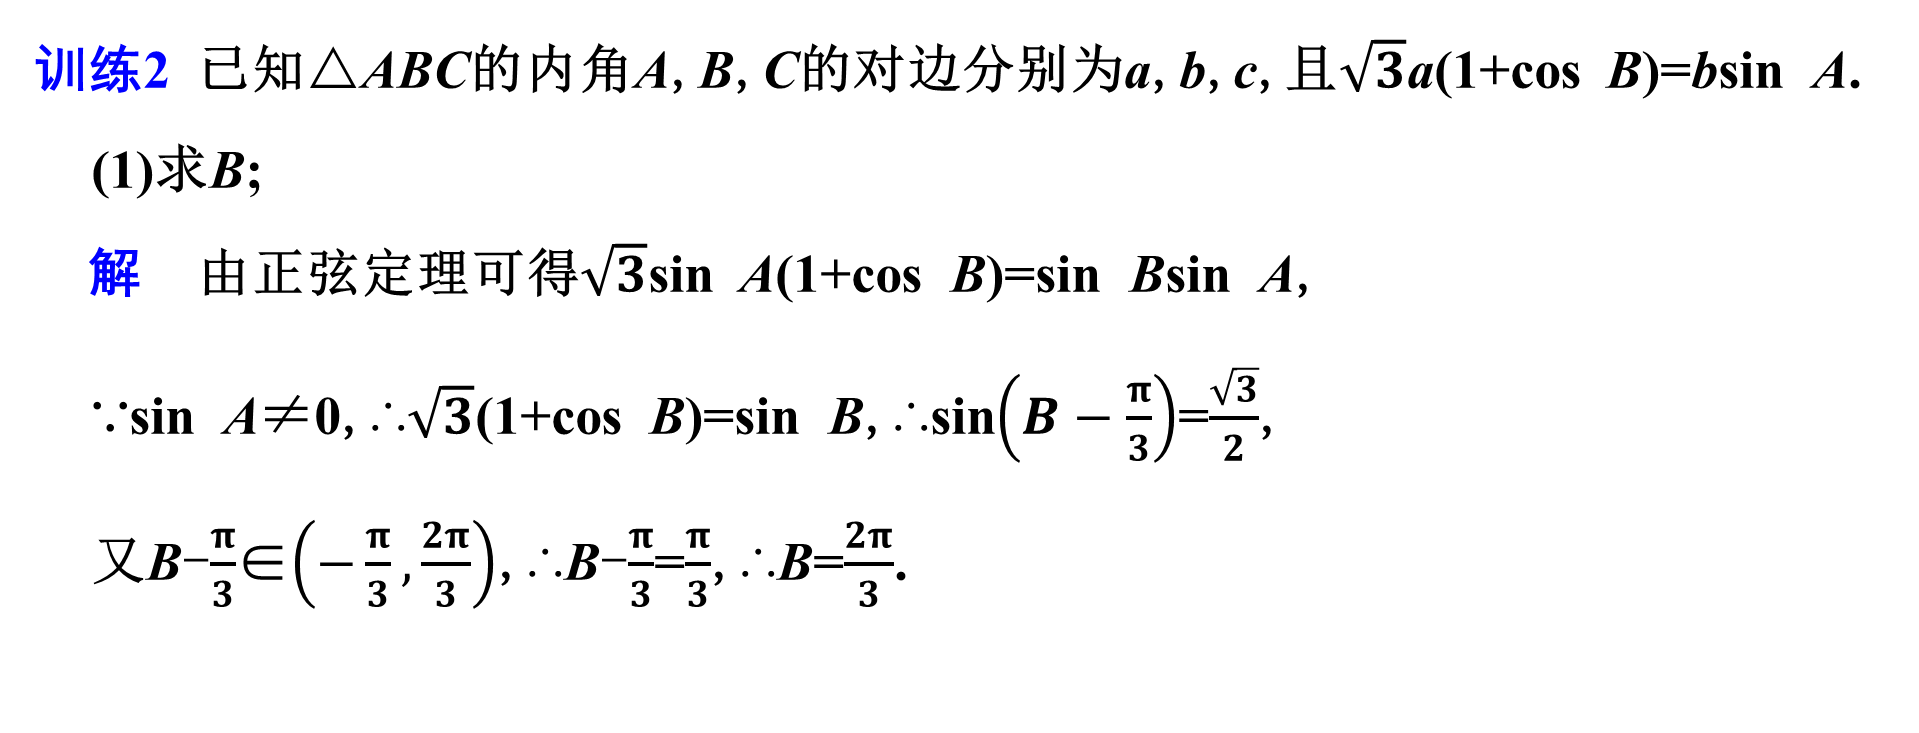 训练2 已知△ABC的内角A, B, C的对边分别为a, b, c, 且√3a(1+cos B)=bsin A.
(1)求B;
解 由正弦定理可得√3sin A(1+cos B)=sin Bsin A,
∵sin A≠0, ∴√3(1+cos B)=sin B, ∴sin(B－π/3)=√3/2,
又B−π/3∈(－π/3,2π/3), ∴B−π/3=π/3, ∴B=2π/3.